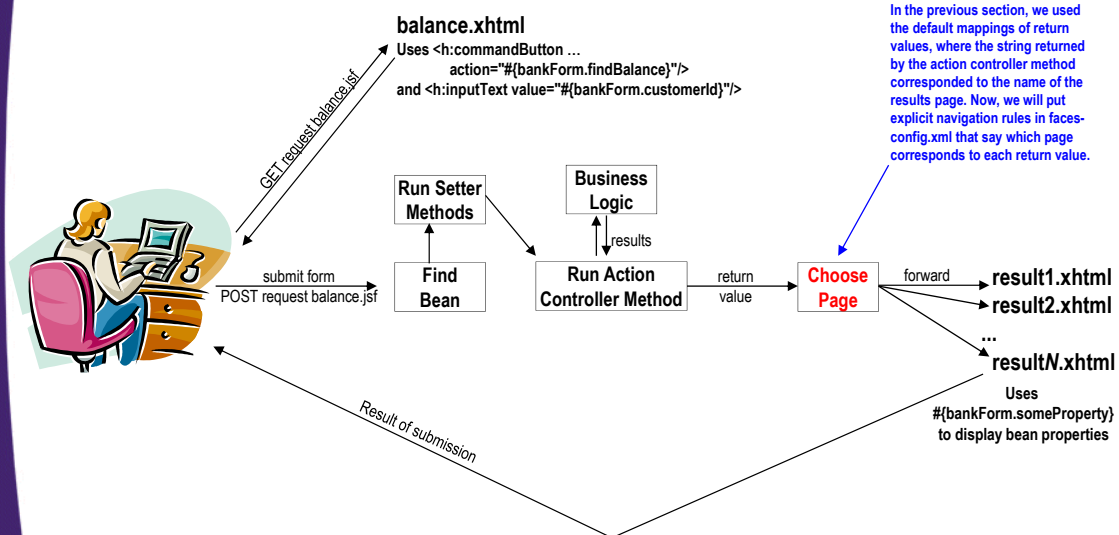 balance.xhtml
Uses <h:commandButton …
action="#{bankForm.findBalance}"/>
and <h:inputText value="#{bankForm.customerId}"/>
In the previous section, we used
the default mappings of return
values, where the string returned
by the action controller method
corresponded to the name of the
results page. Now, we will put
explicit navigation rules in faces-
config.xml that say which page
corresponds to each return value.
GET request balance.jsf
Run Setter
Methods
Business
Logic
results
submit form
POST request balance.jsf
Find
Bean
Run Action
Controller Method
return
value
Choose
Page
forward
result1.xhtml
result2.xhtml
...
resultN.xhtml
Uses
#{bankForm.someProperty}
to display bean properties
Result of submission